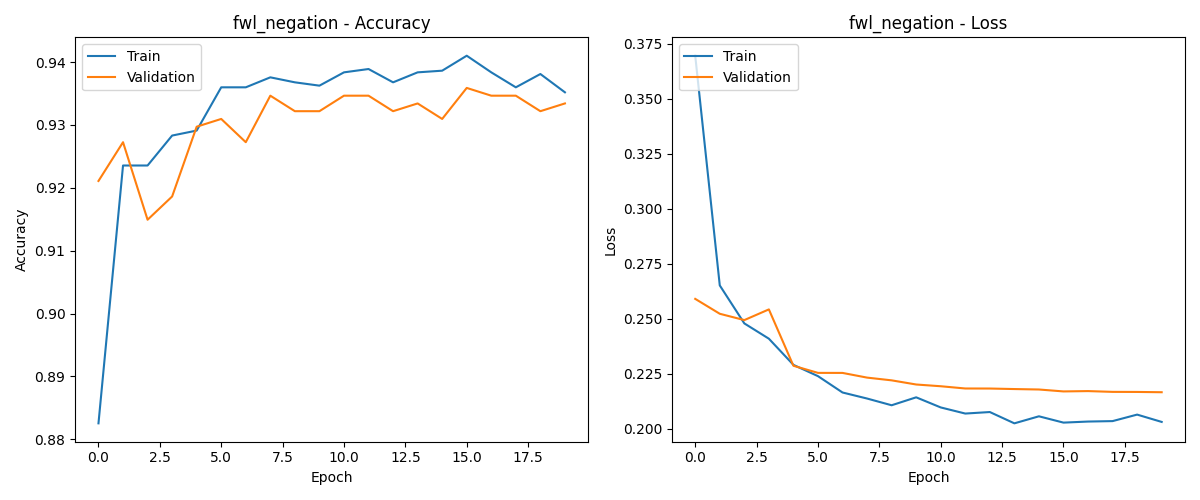 fwl_negation - Accuracy
Train
Validation
0.94
0.93
0.92
0.91
0.90
0.89
0.88
Accuracy
0.0 2.5 5.0 7.5 10.0 12.5 15.0 17.5
Epoch
fwl_negation - Loss
Train
Validation
0.375
0.350
0.325
0.300
0.275
0.250
0.225
0.200
Loss
0.0 2.5 5.0 7.5 10.0 12.5 15.0 17.5
Epoch